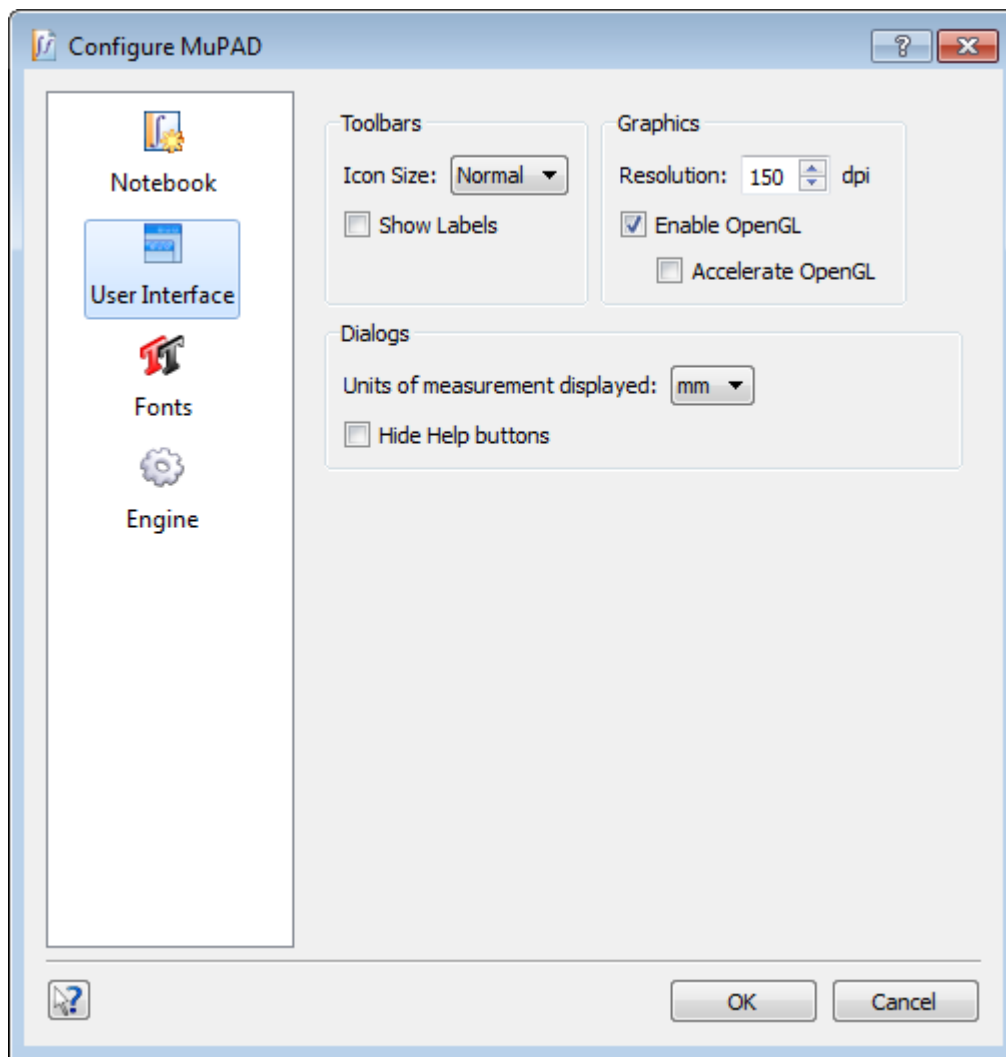 Configure MuPAD
Notebook
User Interface
Fonts
Engine
Toolbars
Icon Size: Normal
Show Labels
Graphics
Resolution: 150 dpi
Enable OpenGL
Accelerate OpenGL
Dialogs
Units of measurement displayed: mm
Hide Help buttons
OK
Cancel